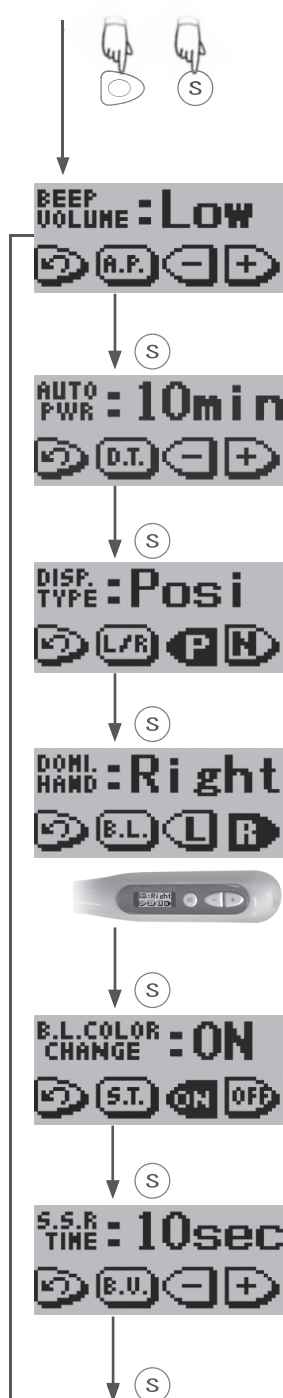 S
BEEP VOLUME : Low
A.P. - +
S
AUTO PWR : 10min
D.T. - +
S
DISP. TYPE : Posi
L/R P N
S
DOMI. HAND : Right
B.L. L R
S
B.L.COLOR CHANGE : ON
S.T. ON OFF
S
S.S.R TIME : 10sec
B.V. - +
S